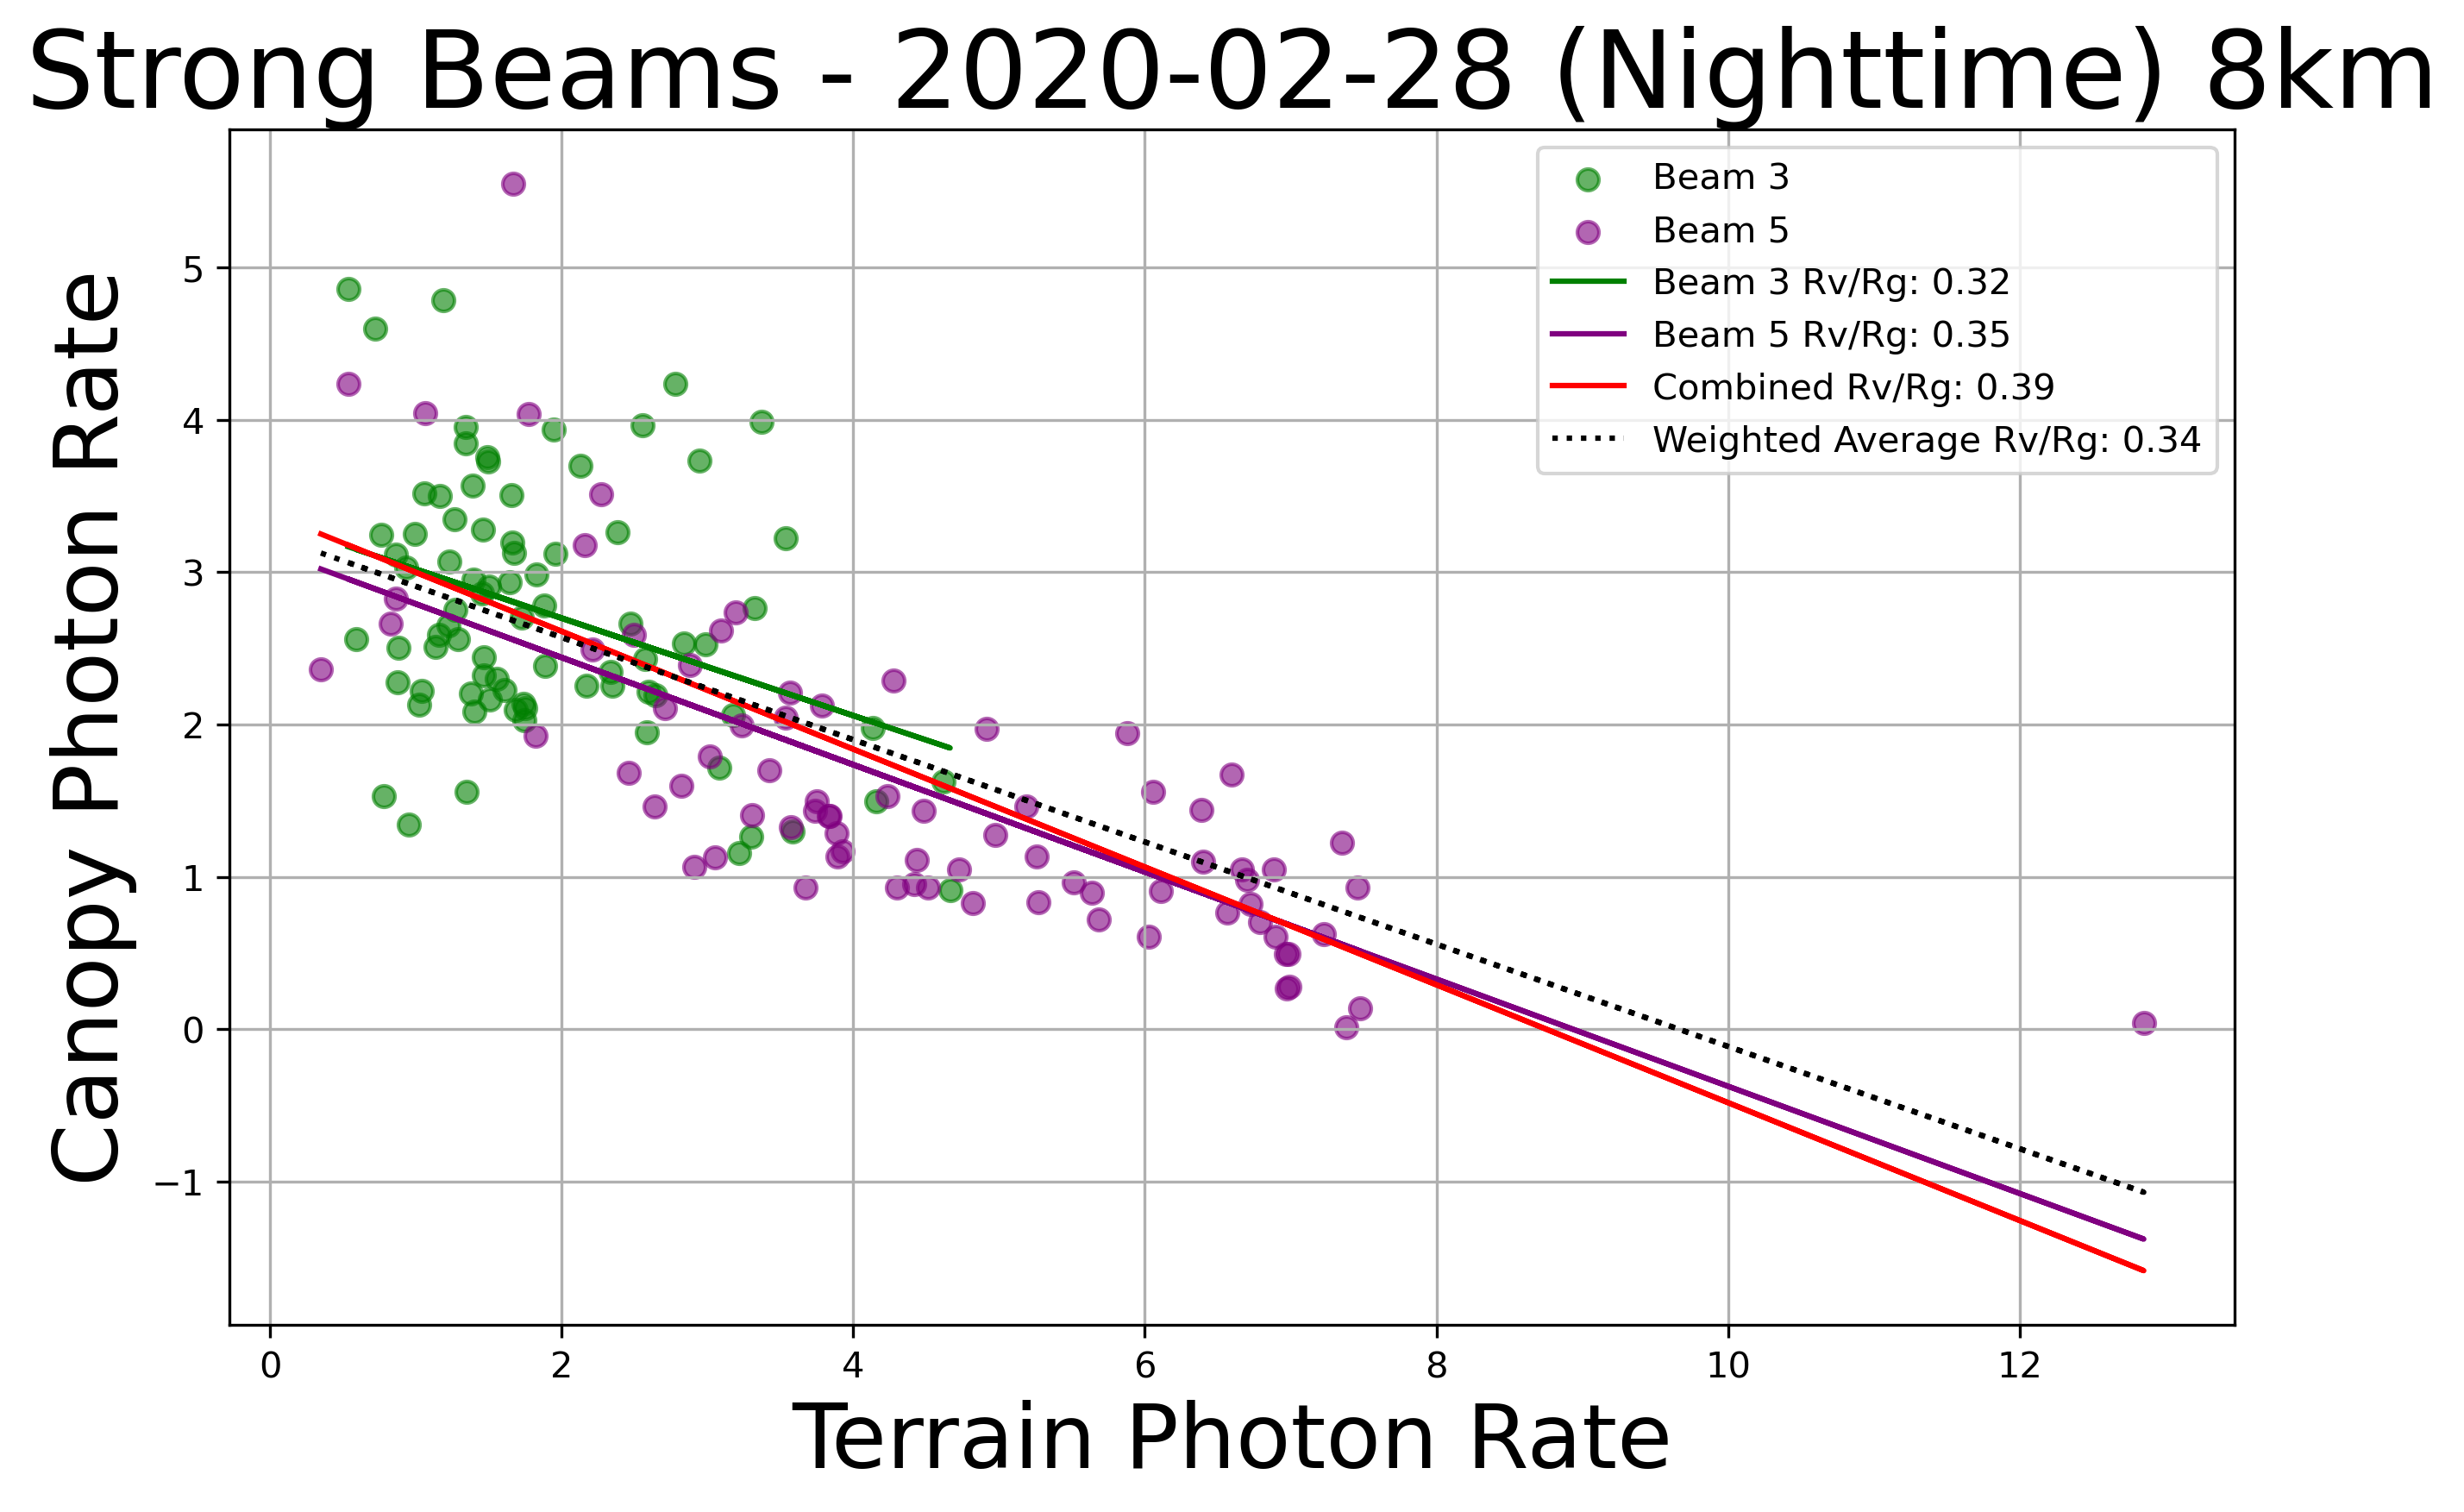 Strong Beams - 2020-02-28 (Nighttime) 8km
Beam 3
Beam 5
Beam 3 Rv/Rg: 0.32
Beam 5 Rv/Rg: 0.35
Combined Rv/Rg: 0.39
Weighted Average Rv/Rg: 0.34
Canopy Photon Rate
5
4
3
2
1
0
−1
0 2 4 6 8 10 12
Terrain Photon Rate